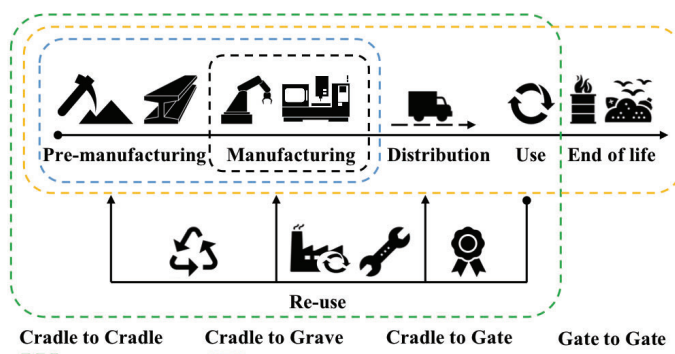 Pre-manufacturing Manufacturing Distribution Use End of life
Re-use
Cradle to Cradle Cradle to Grave Cradle to Gate Gate to Gate